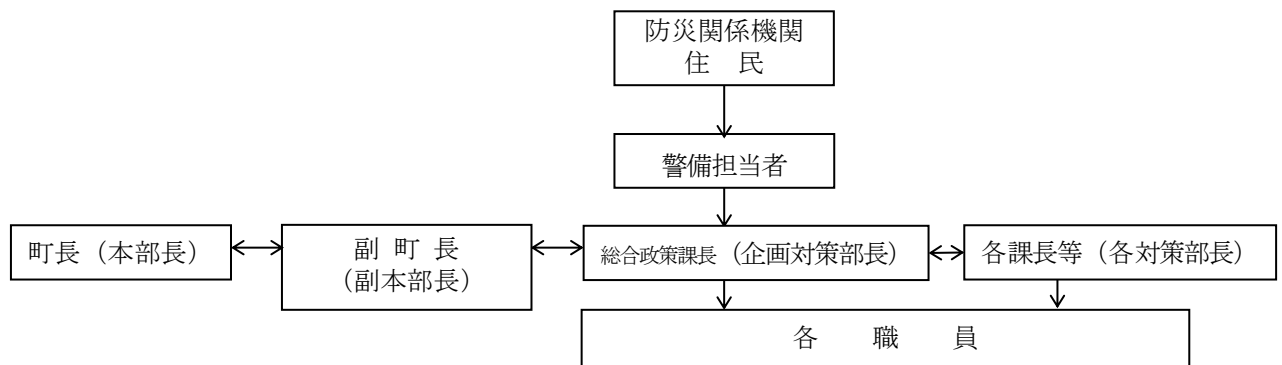 防災関係機関
住　民
警備担当者
町長（本部長）
副 町 長
（副本部長）
総合政策課長（企画対策部長）
各課長等（各対策部長）
各　職　員